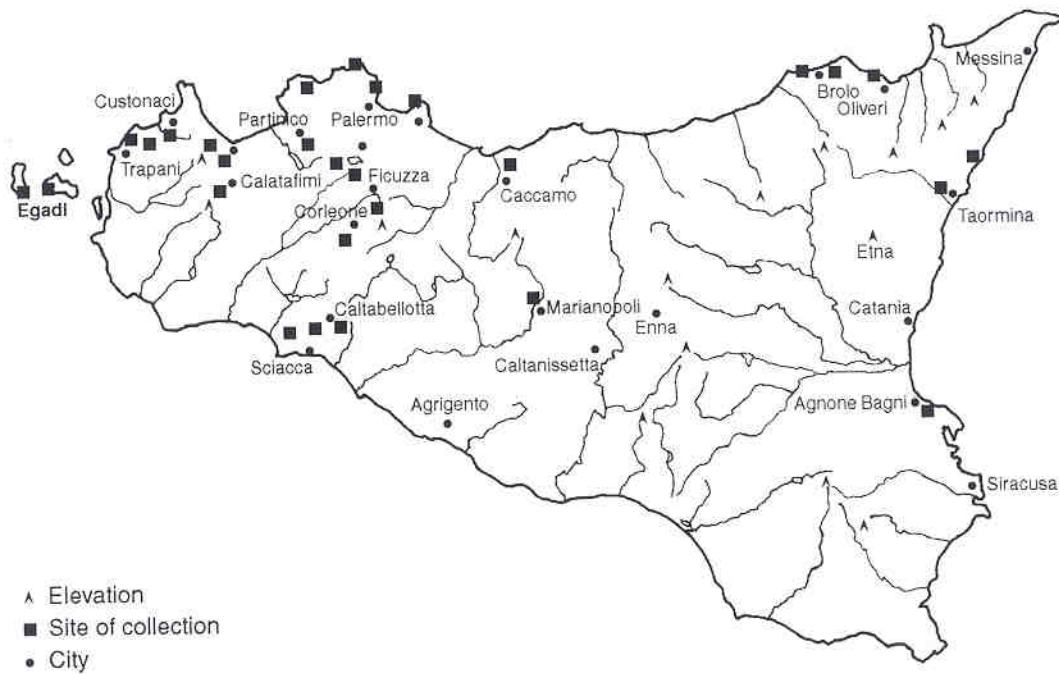 Messina
Custonaci
Brolo
Partinico
Palermo
Oliveri
Trapani
Calatafimi
Ficuzza
Caccamo
Egadi
Taormina
Corleone
Etna
Caltabellotta
Marianopoli
Catania
Enna
Sciacca
Caltanissetta
Agrigento
Agnone Bagni
Siracusa
Elevation
Site of collection
City